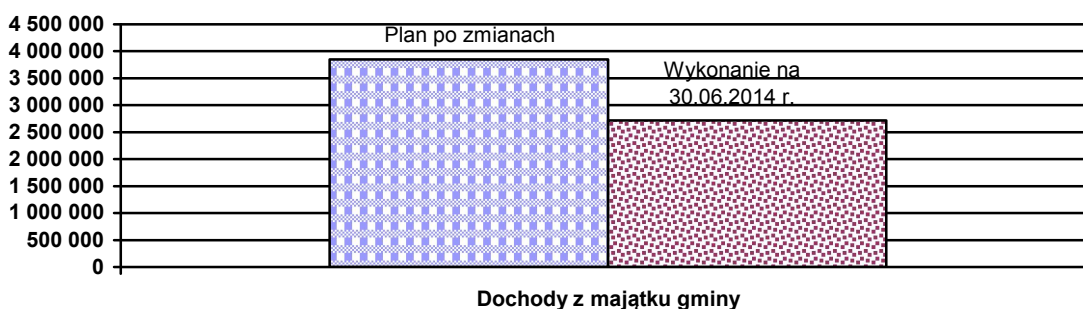 4 500 000
4 000 000
3 500 000
3 000 000
2 500 000
2 000 000
1 500 000
1 000 000
500 000
0
Plan po zmianach
Wykonanie na
30.06.2014 r.
Dochody z majątku gminy